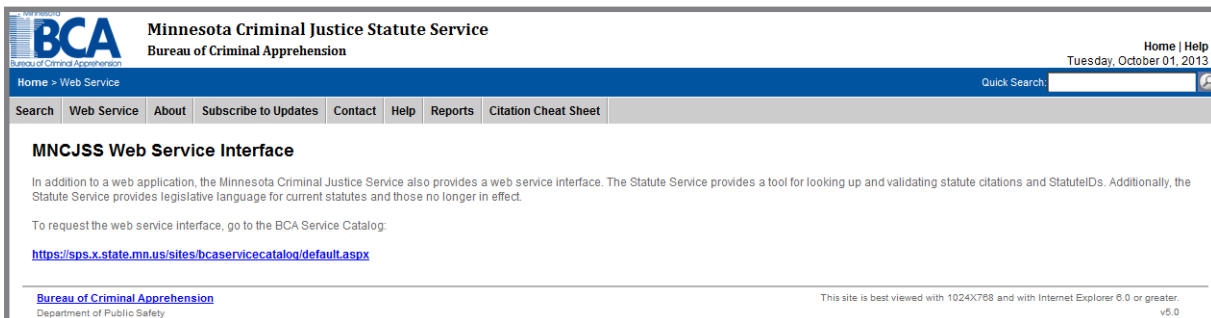 Minnesota
BCA
Bureau of Criminal Apprehension
Minnesota Criminal Justice Statute Service
Bureau of Criminal Apprehension
Home | Help
Tuesday, October 01, 2013
Home > Web Service
Quick Search:
Search Web Service About Subscribe to Updates Contact Help Reports Citation Cheat Sheet
MNCJSS Web Service Interface
In addition to a web application, the Minnesota Criminal Justice Service also provides a web service interface. The Statute Service provides a tool for looking up and validating statute citations and StatuteIDs. Additionally, the
Statute Service provides legislative language for current statutes and those no longer in effect.
To request the web service interface, go to the BCA Service Catalog:
https://sps.x.state.mn.us/sites/bcaservicecatalog/default.aspx
Bureau of Criminal Apprehension
Department of Public Safety
This site is best viewed with 1024X768 and with Internet Explorer 6.0 or greater.
v5.0